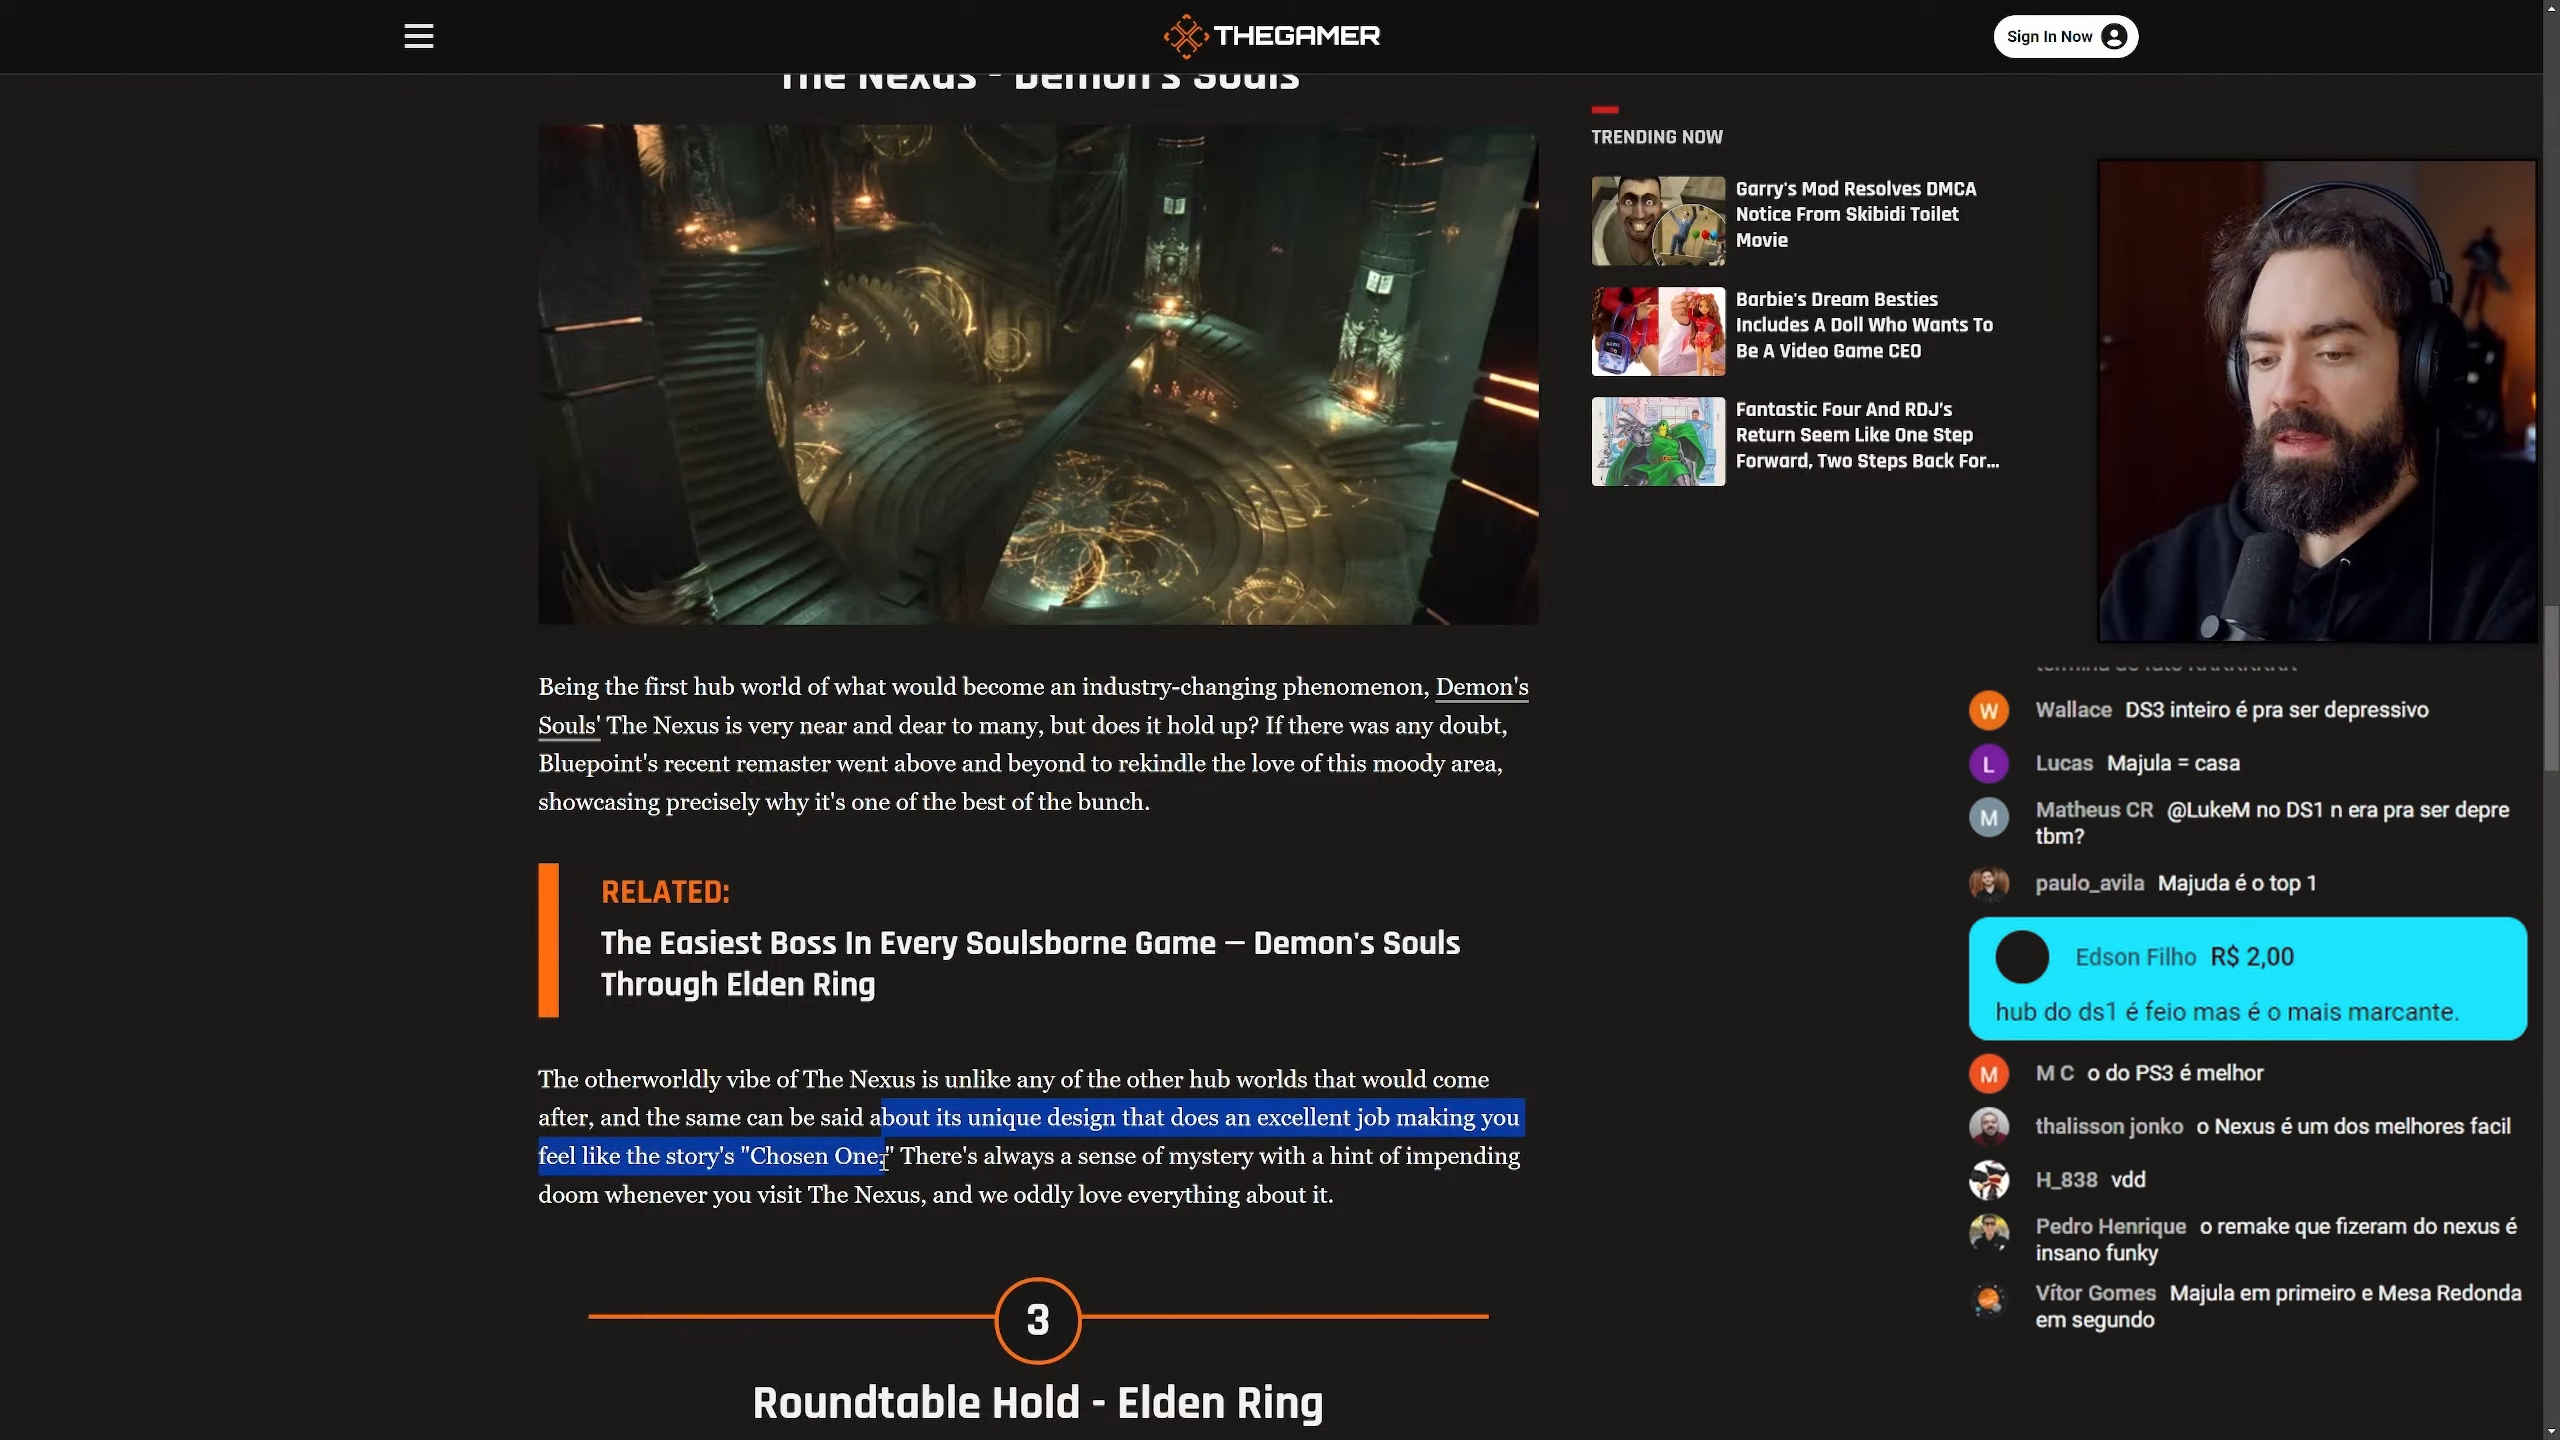 THEGAMER
Sign In Now
The Nexus - Demon's Souls
TRENDING NOW
Garry's Mod Resolves DMCA
Notice From Skibidi Toilet
Movie
Barbie's Dream Besties
Includes A Doll Who Wants To
Be A Video Game CEO
Fantastic Four And RDJ's
Return Seem Like One Step
Forward, Two Steps Back For...
Being the first hub world of what would become an industry-changing phenomenon, Demon's
Souls' The Nexus is very near and dear to many, but does it hold up? If there was any doubt,
Bluepoint's recent remaster went above and beyond to rekindle the love of this moody area,
showcasing precisely why it's one of the best of the bunch.
RELATED:
The Easiest Boss In Every Soulsborne Game — Demon's Souls
Through Elden Ring
The otherworldly vibe of The Nexus is unlike any of the other hub worlds that would come
after, and the same can be said about its unique design that does an excellent job making you
feel like the story's "Chosen One." There's always a sense of mystery with a hint of impending
doom whenever you visit The Nexus, and we oddly love everything about it.
3
Roundtable Hold - Elden Ring
W Wallace DS3 inteiro é pra ser depressivo
L Lucas Majula = casa
M Matheus CR @LukeM no DS1 n era pra ser depre
tbm?
paulo_avila Majuda é o top 1
Edson Filho R$ 2,00
hub do ds1 é feio mas é o mais marcante.
M M C o do PS3 é melhor
thalisson jonko o Nexus é um dos melhores facil
H_838 vdd
Pedro Henrique o remake que fizeram do nexus é
insano funky
Vítor Gomes Majula em primeiro e Mesa Redonda
em segundo